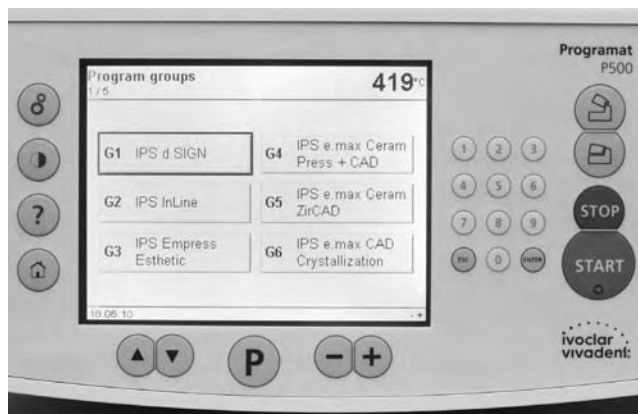 Programat
P500
Program groups
1/5
419°C
G1 IPS d.SIGN
G4 IPS e.max Ceram
Press + CAD
G2 IPS InLine
G5 IPS e.max Ceram
ZirCAD
G3 IPS Empress
Esthetic
G6 IPS e.max CAD
Crystallization
16:06:10
- +
?
1 2 3
4 5 6
7 8 9
ESC 0 ENTER
STOP
START
P
− +
ivoclar
vivadent: